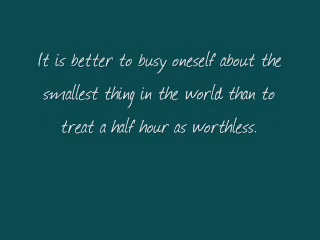 It is better to busy oneself about the
smallest thing in the world than to
treat a half hour as worthless.